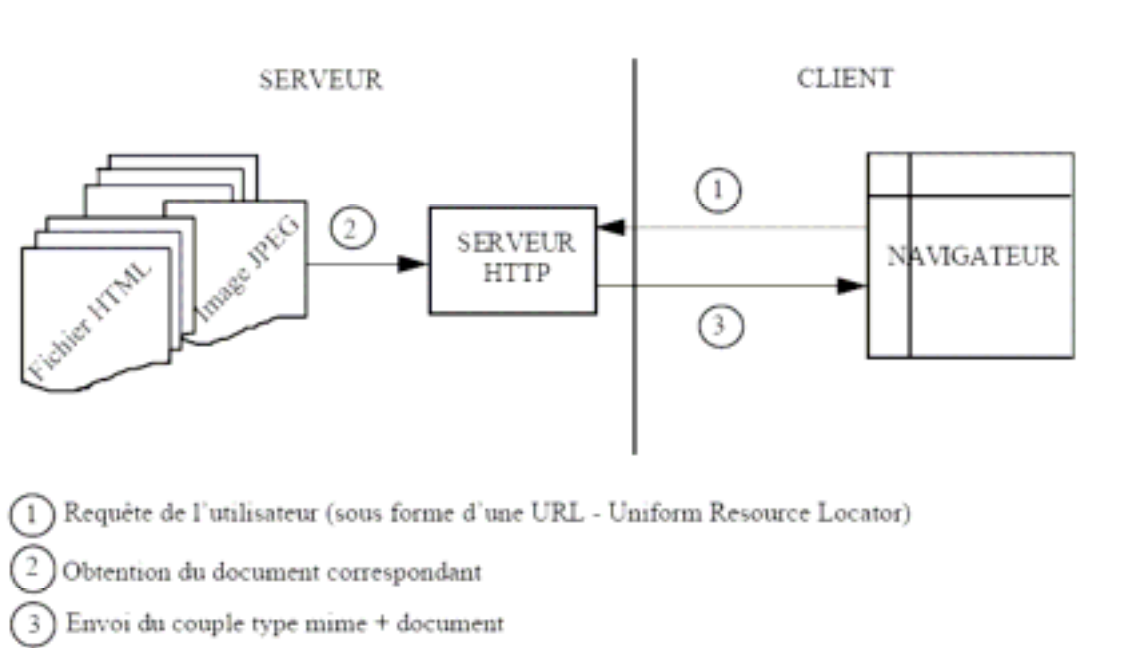 SERVEUR
CLIENT
1
2
SERVEUR
HTTP
NAVIGATEUR
Fichier HTML
Image JPEG
3
1 Requête de l'utilisateur (sous forme d'une URL - Uniform Resource Locator)
2 Obtention du document correspondant
3 Envoi du couple type mime + document